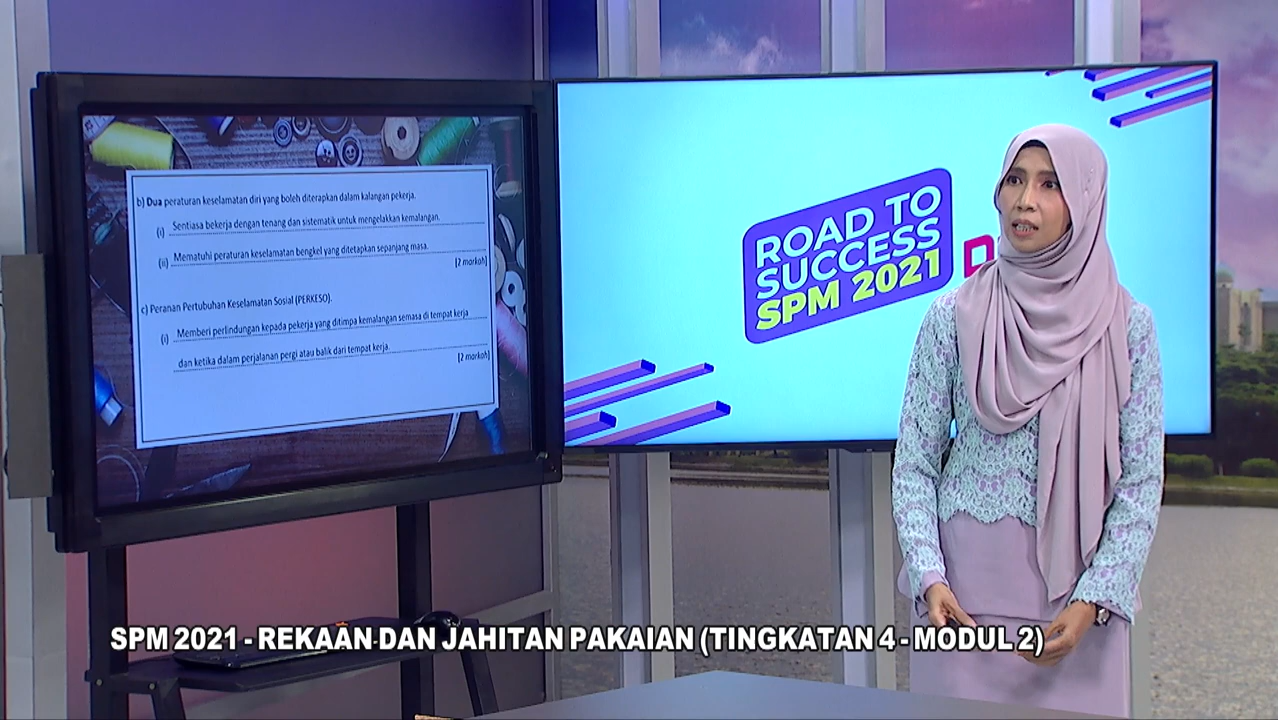 b) Dua peraturan keselamatan diri yang boleh diterapkan dalam kalangan pekerja.
(i) Sentiasa bekerja dengan tenang dan sistematik untuk mengelakkan kemalangan.
(ii) Mematuhi peraturan keselamatan bengkel yang ditetapkan sepanjang masa.
[2 markah]
c) Peranan Pertubuhan Keselamatan Sosial (PERKESO).
(i) Memberi perlindungan kepada pekerja yang ditimpa kemalangan semasa di tempat kerja
dan ketika dalam perjalanan pergi atau balik dari tempat kerja.
[2 markah]
ROAD TO
SUCCESS
SPM 2021
SPM 2021 - REKAAN DAN JAHITAN PAKAIAN (TINGKATAN 4 - MODUL 2)